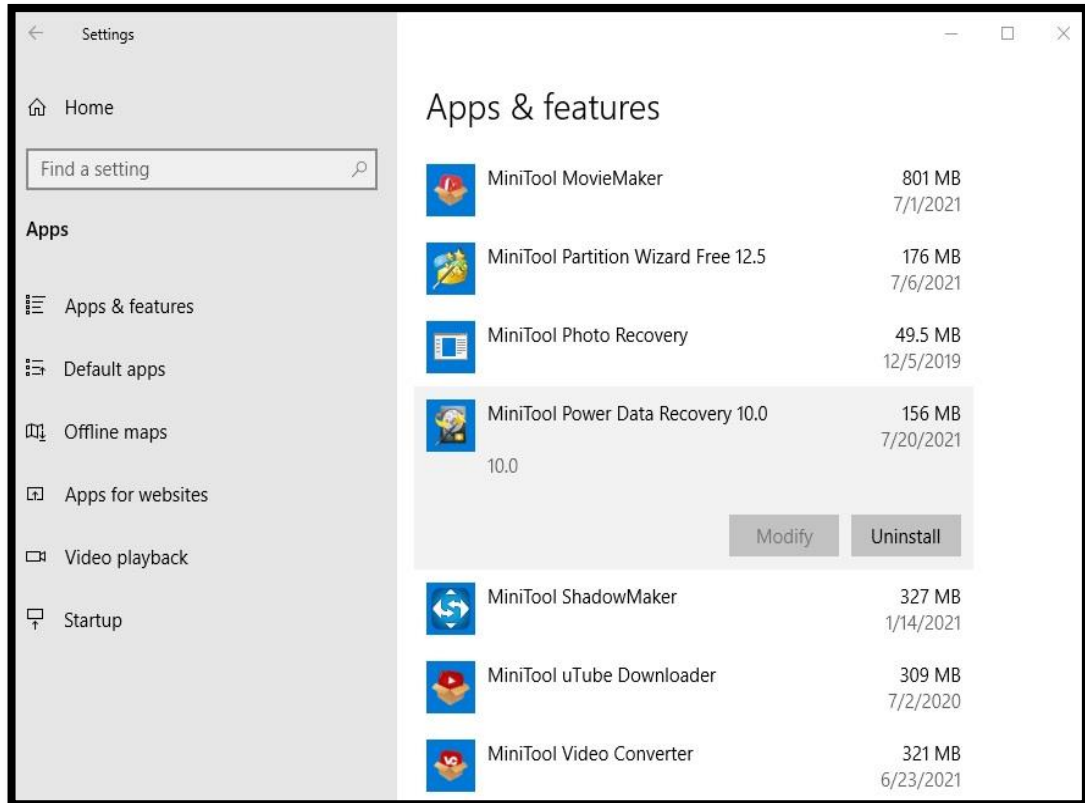 Settings
Home
Find a setting
Apps
Apps & features
Default apps
Offline maps
Apps for websites
Video playback
Startup
Apps & features
MiniTool MovieMaker 801 MB
7/1/2021
MiniTool Partition Wizard Free 12.5 176 MB
7/6/2021
MiniTool Photo Recovery 49.5 MB
12/5/2019
MiniTool Power Data Recovery 10.0 156 MB
7/20/2021
10.0
Modify Uninstall
MiniTool ShadowMaker 327 MB
1/14/2021
MiniTool uTube Downloader 309 MB
7/2/2020
MiniTool Video Converter 321 MB
6/23/2021